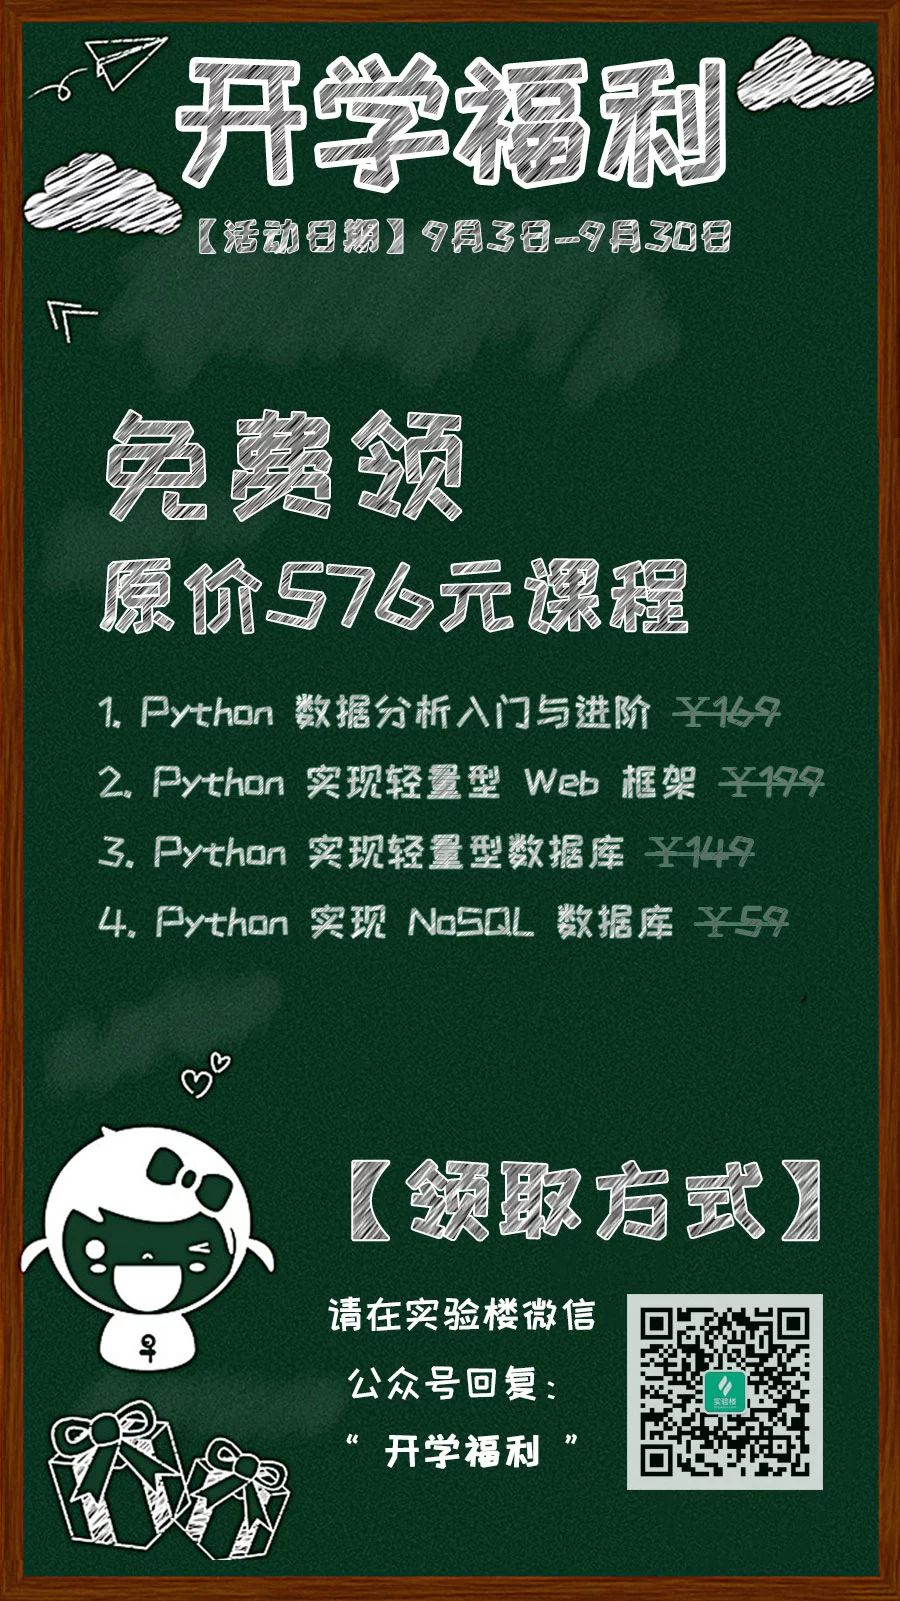 开学福利
【活动日期】9月3日-9月30日
免费领
原价576元课程
1. Python 数据分析入门与进阶 ¥169
2. Python 实现轻量型 Web 框架 ¥199
3. Python 实现轻量型数据库 ¥149
4. Python 实现 NoSQL 数据库 ¥59
【领取方式】
请在实验楼微信
公众号回复：
“ 开学福利 ”
实验楼